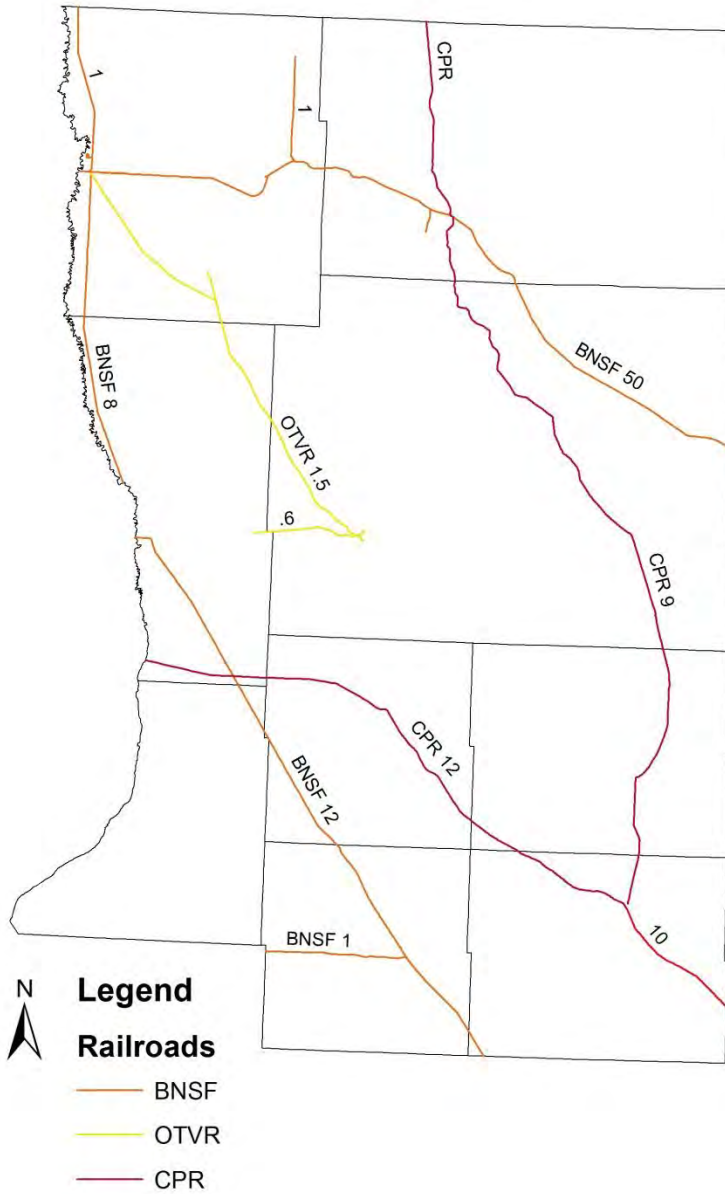 CPR
1
1
BNSF 8
BNSF 50
OTVR 1.5
.6
CPR 9
CPR 12
BNSF 12
BNSF 1
10
N
Legend
Railroads
BNSF
OTVR
CPR